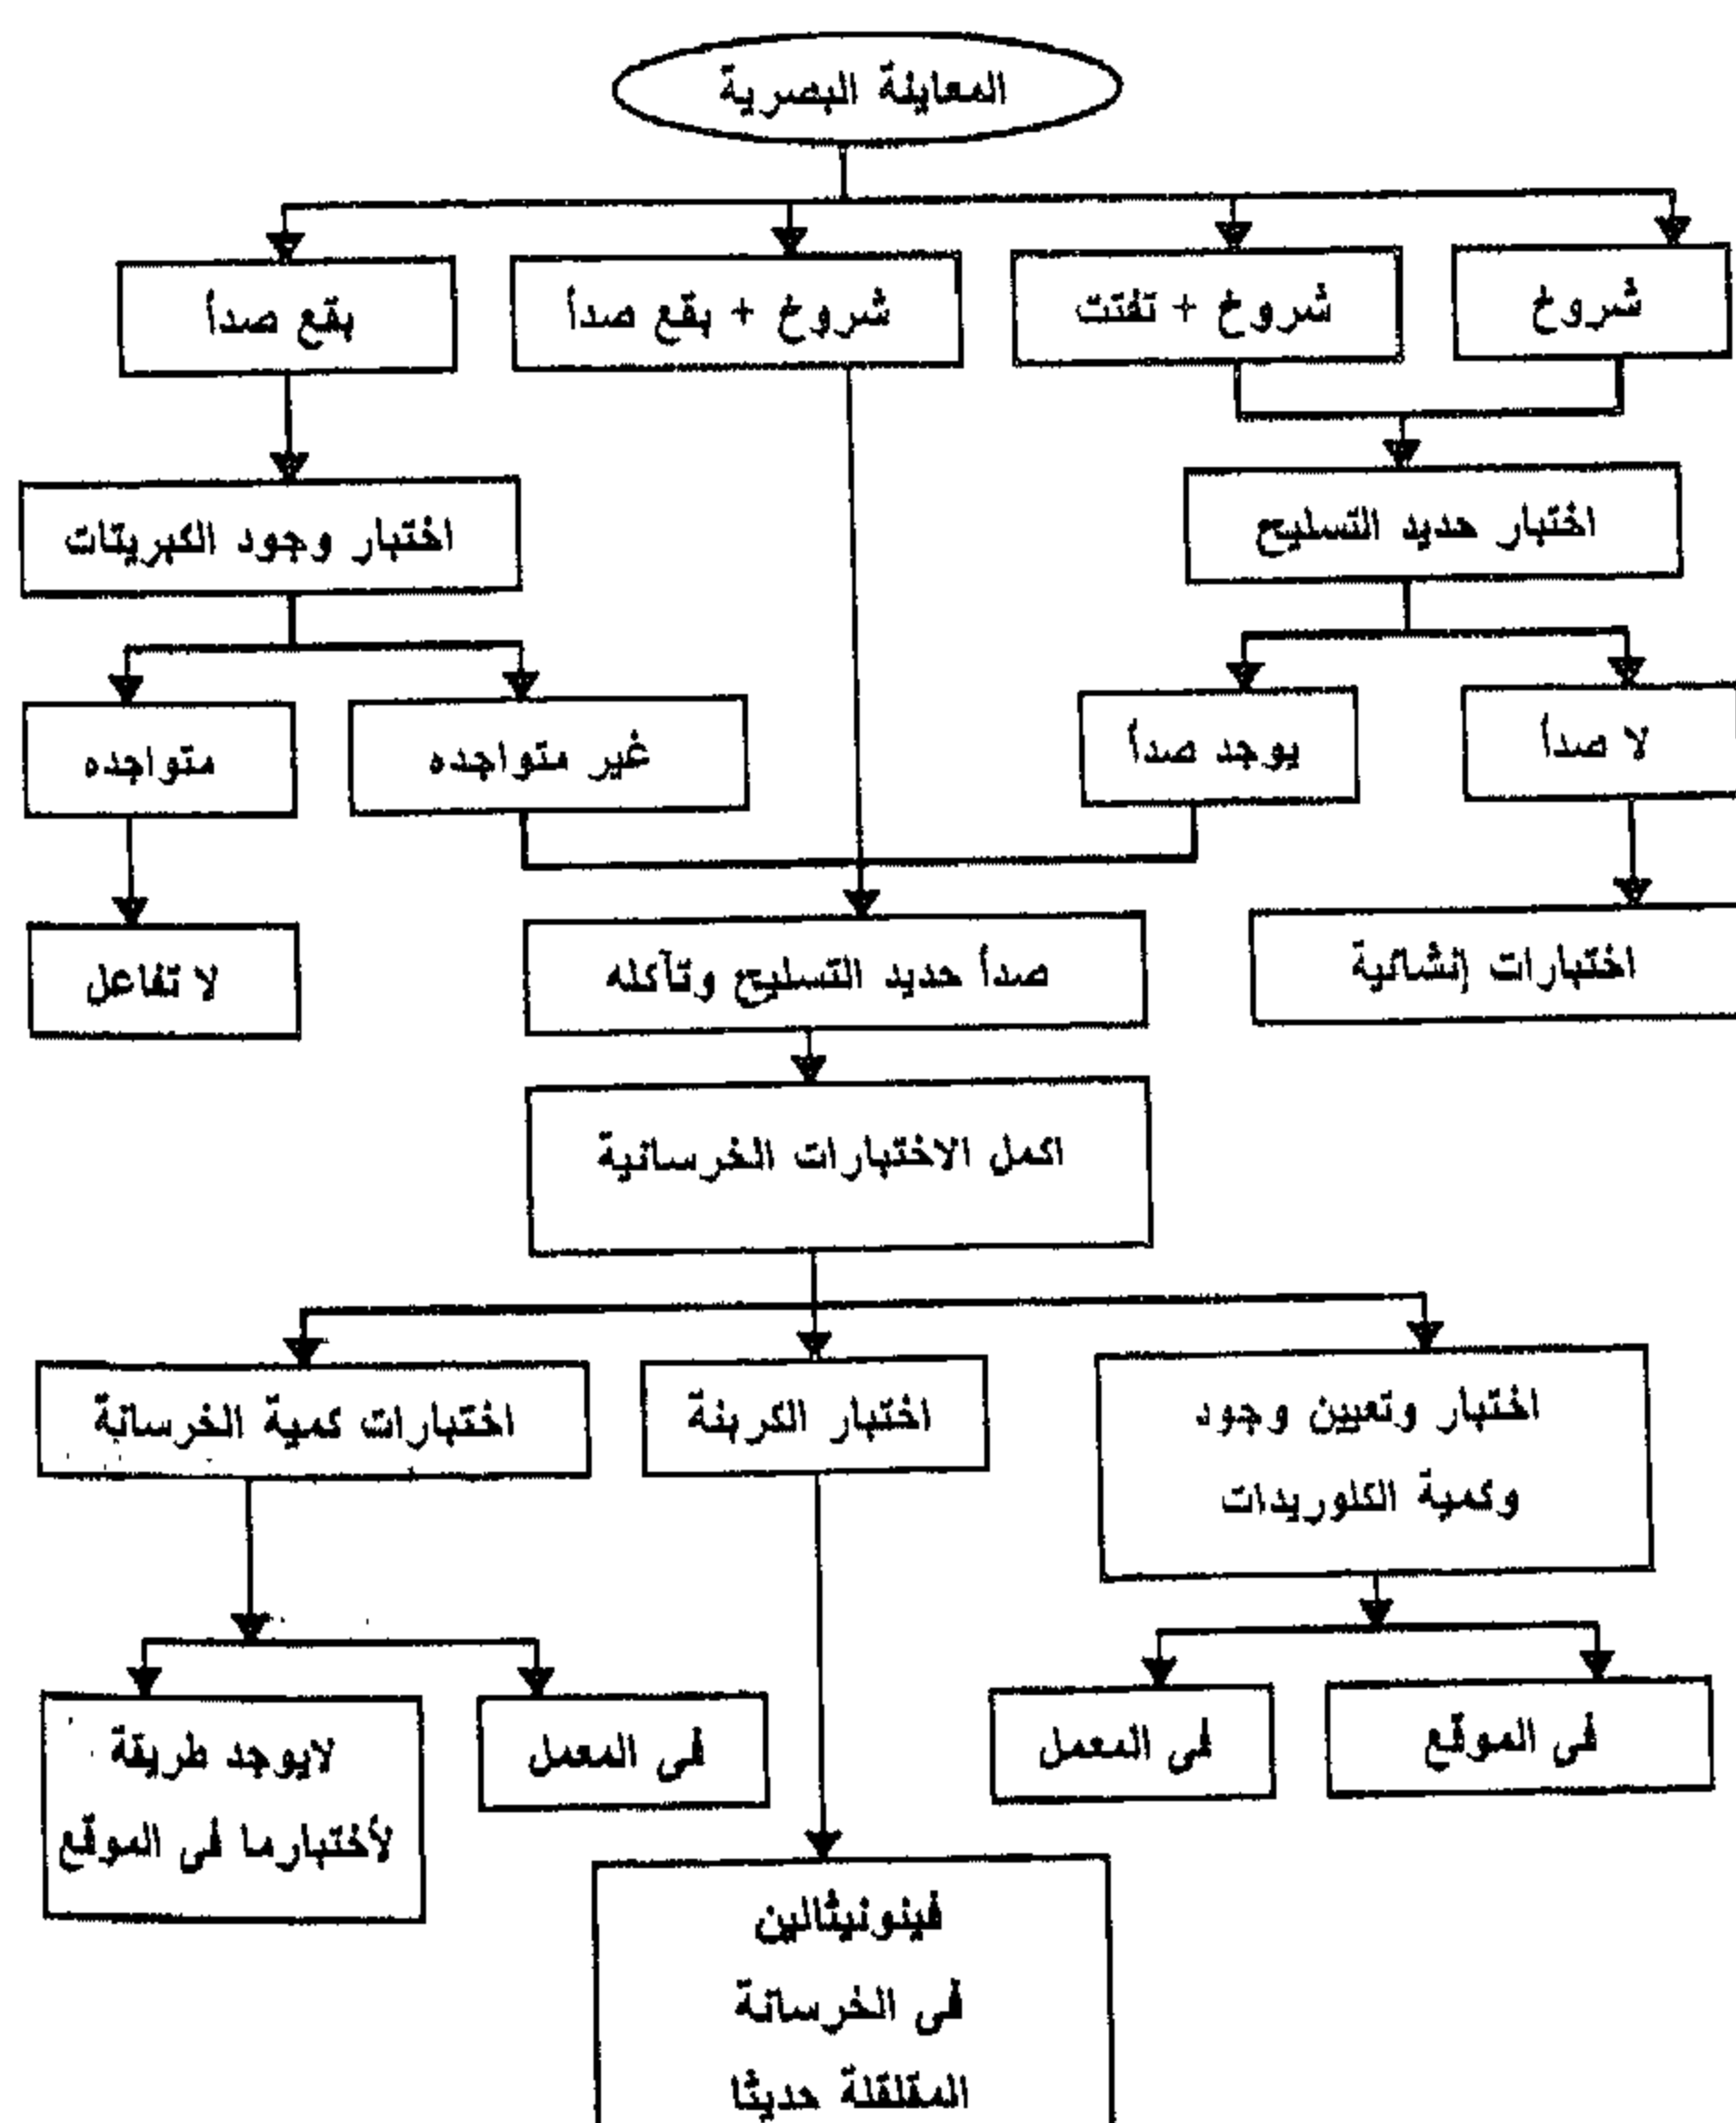 المعاينة البصرية
شروخ
شروخ + تفتت
شروخ + بقع صدأ
بقع صدأ
اختبار حديد التسليح
اختبار وجود الكبريتات
لا صدأ
يوجد صدأ
غير متواجده
متواجده
اختبارات إنشائية
صدأ حديد التسليح وتآكله
لا تفاعل
اكمل الاختبارات الخرسانية
اختبار وتعيين وجود
وكمية الكلوريدات
اختبار الكربنة
اختبارات كمية الخرسانة
فى الموقع
فى المعمل
فى المعمل
لايوجد طريقة
لأختبارما فى الموقع
فينونيثالين
فى الخرسانة
المقلقلة حديثا